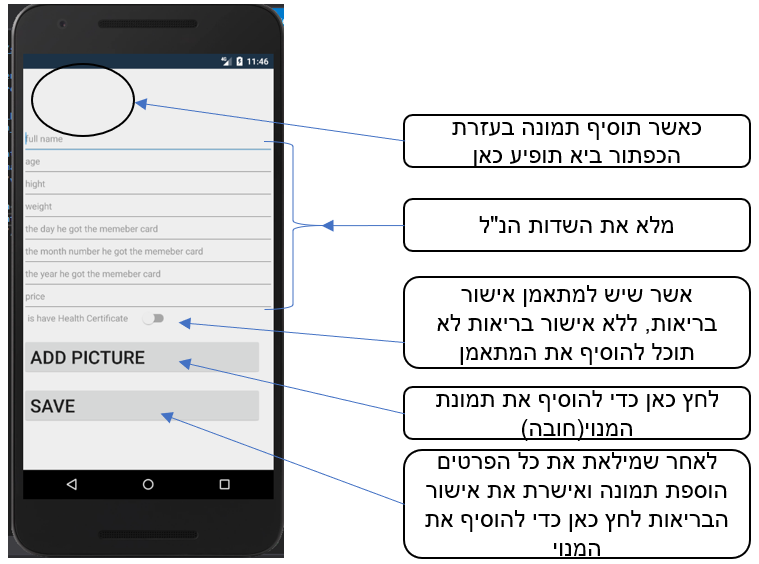 11:46
full name
age
hight
weight
the day he got the memeber card
the month number he got the memeber card
the year he got the memeber card
price
is have Health Certificate
ADD PICTURE
SAVE
כאשר תוסיף תמונה בעזרת
הכפתור ביא תופיע כאן
מלא את השדות הנ"ל
אשר שיש למתאמן אישור
בריאות, ללא אישור בריאות לא
תוכל להוסיף את המתאמן
לחץ כאן כדי להוסיף את תמונת
המנוי(חובה)
לאחר שמילאת את כל הפרטים
הוספת תמונה ואישרת את אישור
הבריאות לחץ כאן כדי להוסיף את
המנוי